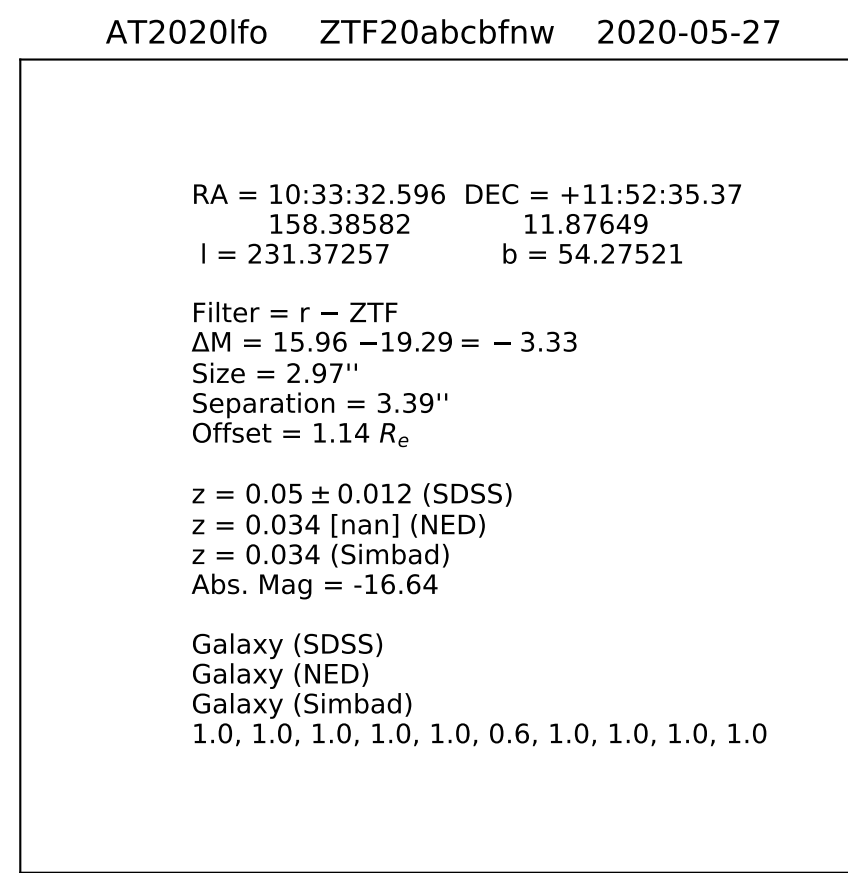 AT2020lfo ZTF20abcbfnw 2020-05-27
RA = 10:33:32.596 DEC = +11:52:35.37
158.38582 11.87649
l = 231.37257 b = 54.27521
Filter = r − ZTF
ΔM = 15.96 −19.29 = − 3.33
Size = 2.97''
Separation = 3.39''
Offset = 1.14 Rₑ
z = 0.05 ± 0.012 (SDSS)
z = 0.034 [nan] (NED)
z = 0.034 (Simbad)
Abs. Mag = -16.64
Galaxy (SDSS)
Galaxy (NED)
Galaxy (Simbad)
1.0, 1.0, 1.0, 1.0, 1.0, 0.6, 1.0, 1.0, 1.0, 1.0